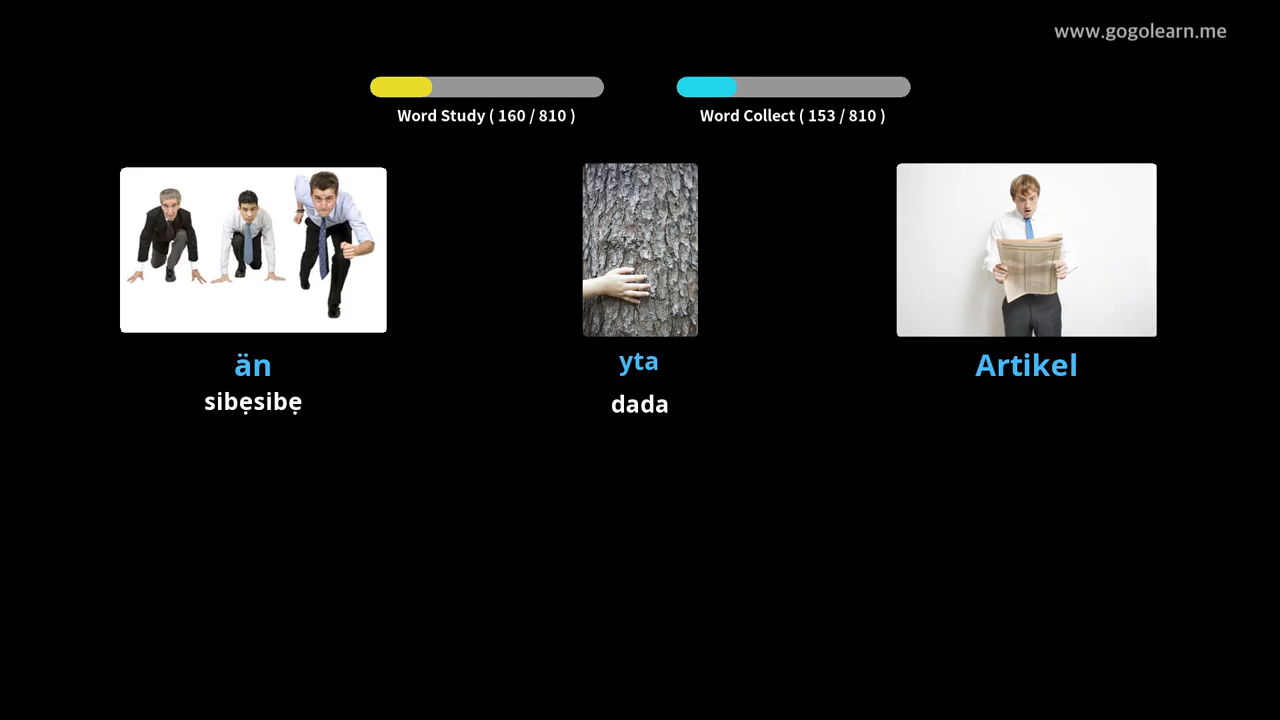 www.gogolearn.me
Word Study ( 160 / 810 )
Word Collect ( 153 / 810 )
än
sibẹsibẹ
yta
dada
Artikel